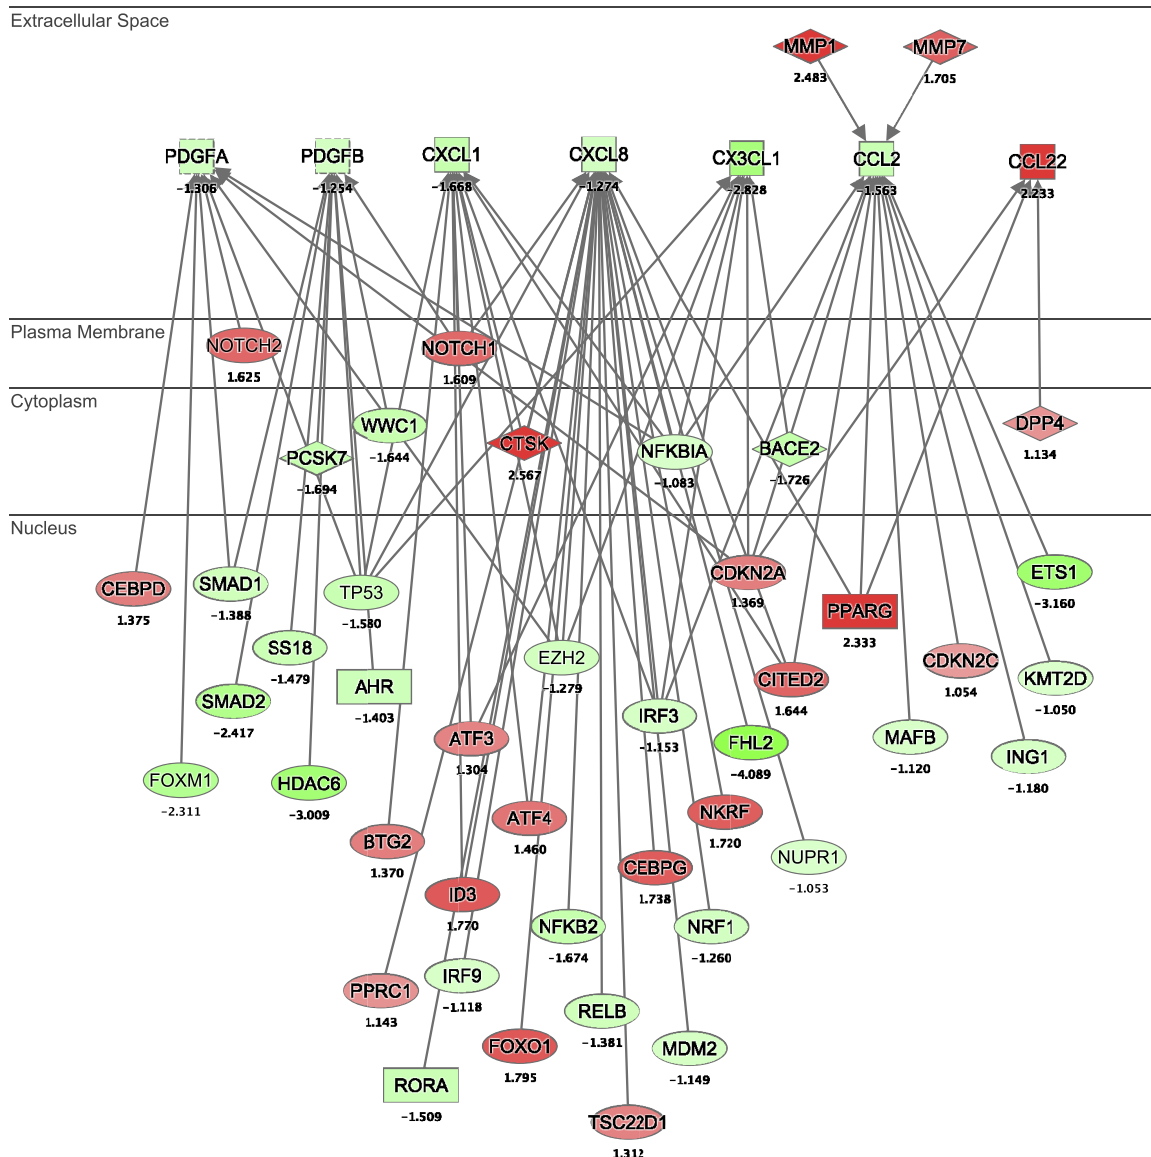 Extracellular Space
MMP1
2.483
MMP7
1.705
PDGFA
-1.306
PDGFB
-1.254
CXCL1
-1.668
CXCL8
-1.274
CX3CL1
-2.828
CCL2
-1.563
CCL22
2.233
Plasma Membrane
NOTCH2
1.625
NOTCH1
1.609
Cytoplasm
WWC1
-1.644
PCSK7
-1.694
CTSK
2.567
NFKBIA
-1.083
BACE2
-1.726
DPP4
1.134
Nucleus
CEBPD
1.375
SMAD1
-1.388
TP53
-1.580
CDKN2A
1.369
PPARG
2.333
ETS1
-3.160
SS18
-1.479
EZH2
-1.279
CDKN2C
1.054
KMT2D
-1.050
SMAD2
-2.417
AHR
-1.403
CITED2
1.644
IRF3
-1.153
ATF3
1.304
FHL2
-4.089
MAFB
-1.120
ING1
-1.180
FOXM1
-2.311
HDAC6
-3.009
ATF4
1.460
NKRF
1.720
BTG2
1.370
NUPR1
-1.053
CEBPG
1.738
ID3
1.770
NFKB2
-1.674
NRF1
-1.260
PPRC1
1.143
IRF9
-1.118
RELB
-1.381
FOXO1
1.795
MDM2
-1.149
RORA
-1.509
TSC22D1
1.312